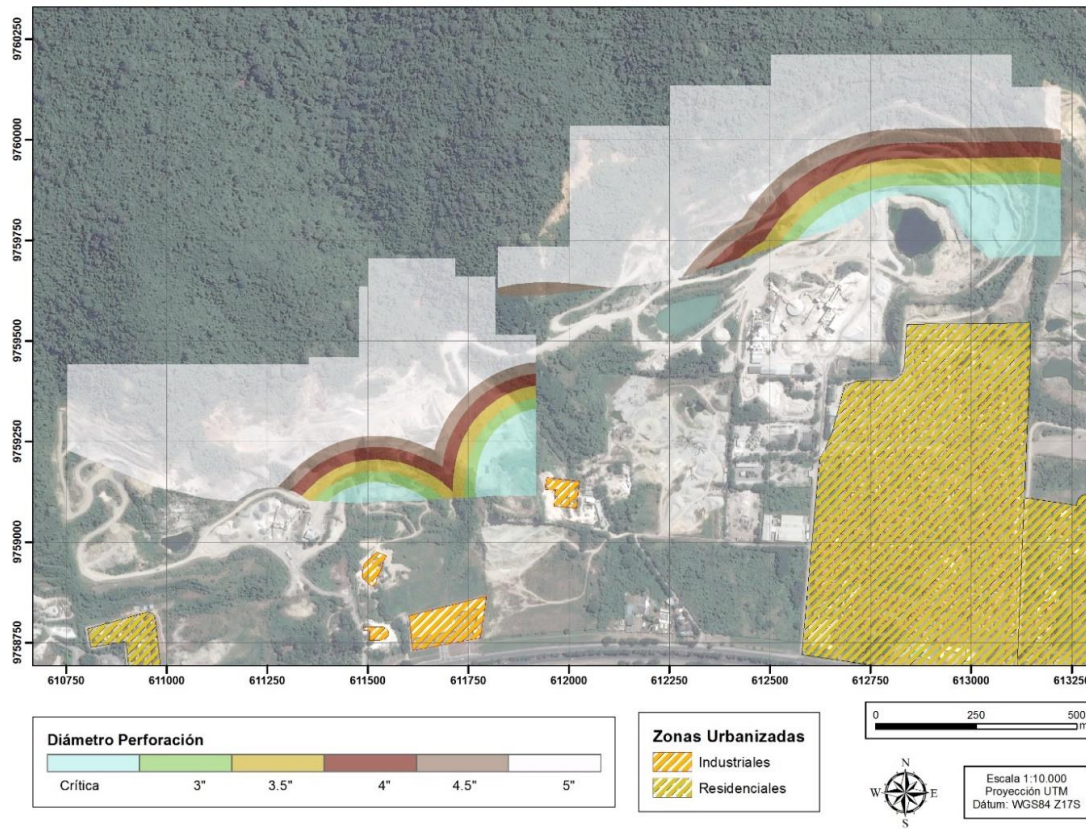 9760250
9760000
9759750
9759500
9759250
9759000
9758750
610750 611000 611250 611500 611750 612000 612250 612500 612750 613000 613250
Diámetro Perforación
Crítica 3" 3.5" 4" 4.5" 5"
Zonas Urbanizadas
Industriales
Residenciales
0 250 500
m
N
W E
S
Escala 1:10.000
Proyección UTM
Dátum: WGS84 Z17S